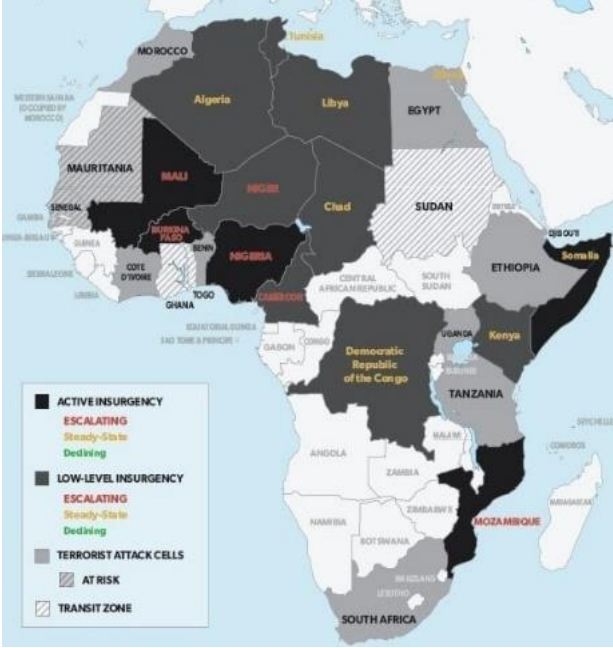 Tunisia
MOROCCO
WESTERN SAHARA
(OCCUPIED BY
MOROCCO)
Algeria
Libya
EGYPT
MAURITANIA
MALI
NIGER
Chad
SUDAN
ERITREA
SENEGAL
GAMBIA
GUINEA
SIERRA LEONE
LIBERIA
COTE
D'IVOIRE
BURKINA
FASO
BENIN
GHANA
TOGO
NIGERIA
CAMEROON
CENTRAL
AFRICAN REPUBLIC
SOUTH
SUDAN
DJIBOUTI
ETHIOPIA
Somalia
EQUATORIAL GUINEA
SAO TOME & PRINCIPE
GABON
CONGO
Democratic
Republic
of the Congo
UGANDA
Kenya
BURUNDI
TANZANIA
SEYCHELLES
COMOROS
ANGOLA
MALAWI
ZAMBIA
ZIMBABWE
MOZAMBIQUE
MADAGASCAR
NAMIBIA
BOTSWANA
SWAZILAND
LESOTHO
SOUTH AFRICA
ACTIVE INSURGENCY
ESCALATING
Steady-State
Declining
LOW-LEVEL INSURGENCY
ESCALATING
Steady-State
Declining
TERRORIST ATTACK CELLS
AT RISK
TRANSIT ZONE